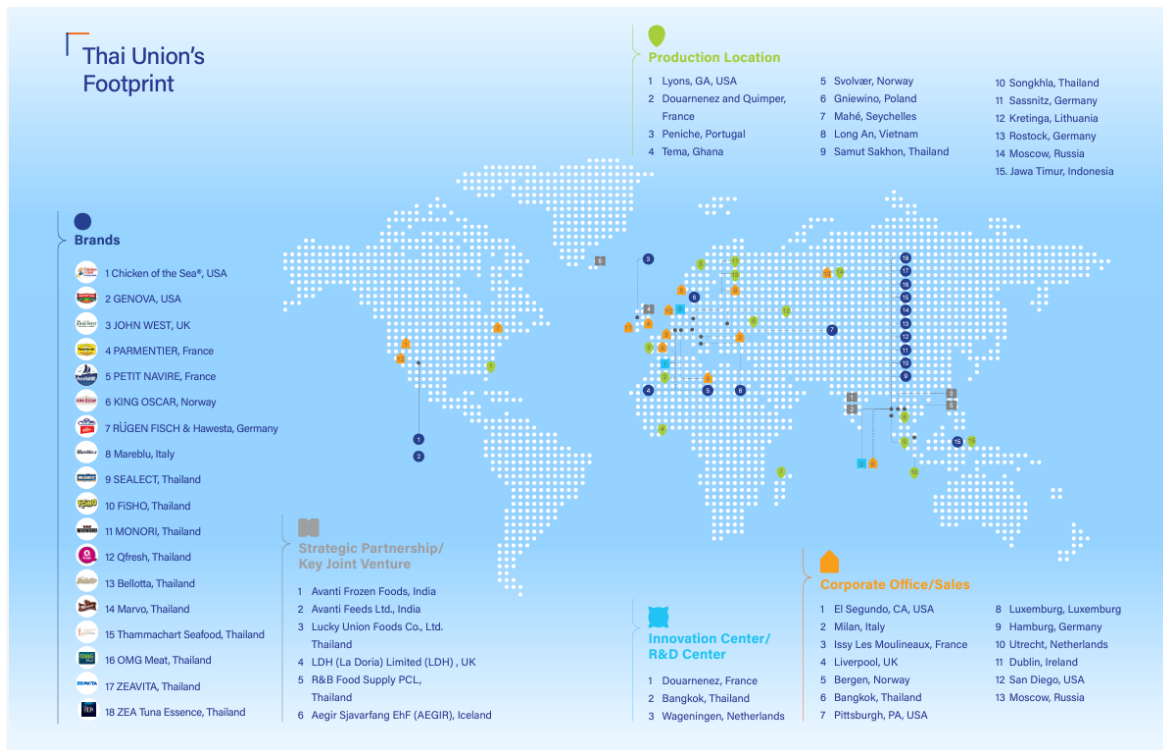 Thai Union's
Footprint
Production Location
1 Lyons, GA, USA
2 Douarnenez and Quimper,
France
3 Peniche, Portugal
4 Tema, Ghana
5 Svolvær, Norway
6 Gniewino, Poland
7 Mahé, Seychelles
8 Long An, Vietnam
9 Samut Sakhon, Thailand
10 Songkhla, Thailand
11 Sassnitz, Germany
12 Kretinga, Lithuania
13 Rostock, Germany
14 Moscow, Russia
15. Jawa Timur, Indonesia
Brands
1 Chicken of the Sea®, USA
2 GENOVA, USA
3 JOHN WEST, UK
4 PARMENTIER, France
5 PETIT NAVIRE, France
6 KING OSCAR, Norway
7 RÜGEN FISCH & Hawesta, Germany
8 Mareblu, Italy
9 SEALECT, Thailand
10 FiSHO, Thailand
11 MONORI, Thailand
12 Qfresh, Thailand
13 Bellotta, Thailand
14 Marvo, Thailand
15 Thammachart Seafood, Thailand
16 OMG Meat, Thailand
17 ZEAVITA, Thailand
18 ZEA Tuna Essence, Thailand
Strategic Partnership/
Key Joint Venture
1 Avanti Frozen Foods, India
2 Avanti Feeds Ltd., India
3 Lucky Union Foods Co., Ltd.
Thailand
4 LDH (La Doria) Limited (LDH) , UK
5 R&B Food Supply PCL,
Thailand
6 Aegir Sjavarfang EhF (AEGIR), Iceland
Innovation Center/
R&D Center
1 Douarnenez, France
2 Bangkok, Thailand
3 Wageningen, Netherlands
Corporate Office/Sales
1 El Segundo, CA, USA
2 Milan, Italy
3 Issy Les Moulineaux, France
4 Liverpool, UK
5 Bergen, Norway
6 Bangkok, Thailand
7 Pittsburgh, PA, USA
8 Luxemburg, Luxemburg
9 Hamburg, Germany
10 Utrecht, Netherlands
11 Dublin, Ireland
12 San Diego, USA
13 Moscow, Russia